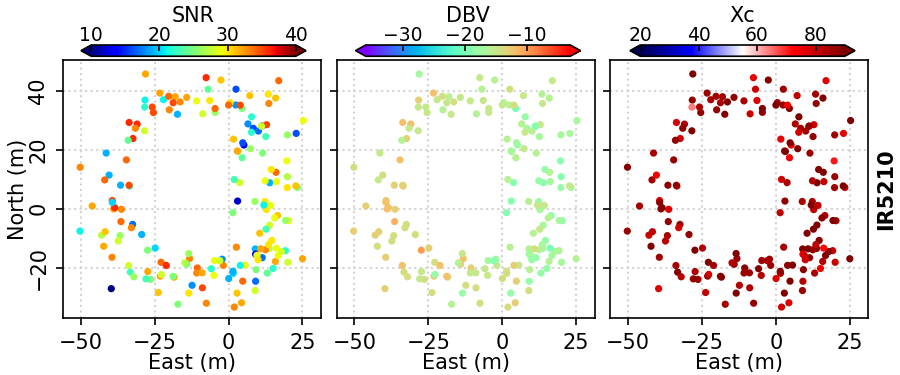 SNR DBV Xc
10 20 30 40 −30 −20 −10 20 40 60 80
40
20
0
−20
North (m)
IR5210
−50 −25 0 25 −50 −25 0 25 −50 −25 0 25
East (m) East (m) East (m)